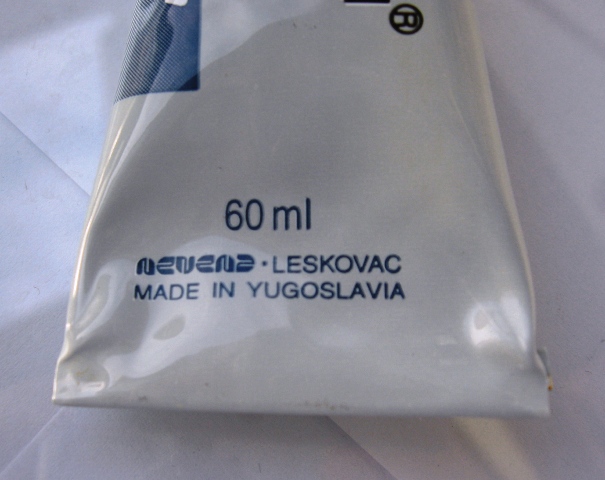 ®
60 ml
nevena · LESKOVAC
MADE IN YUGOSLAVIA